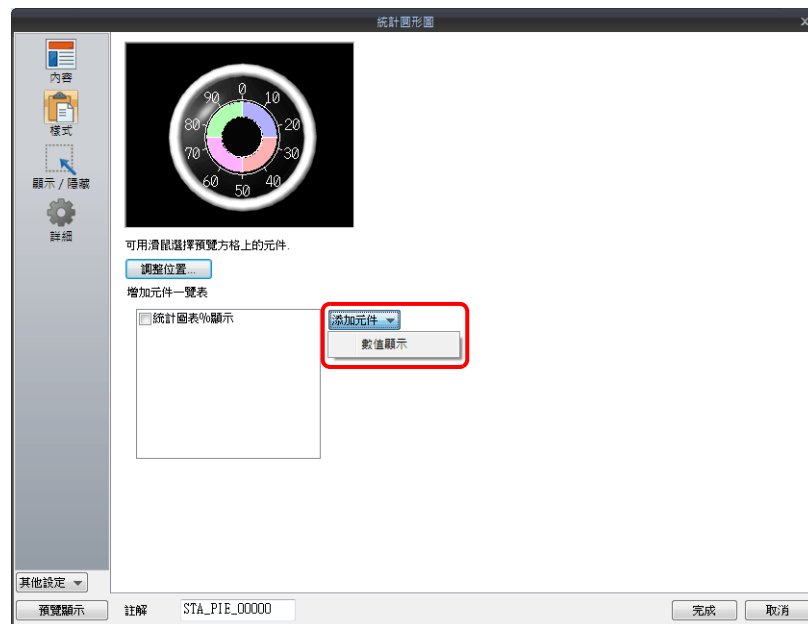 統計圓形圖
內容
樣式
顯示 / 隱藏
詳細
0
10
20
30
40
50
60
70
80
90
可用滑鼠選擇預覽方格上的元件.
調整位置...
增加元件一覽表
統計圖表%顯示
添加元件
數值顯示
其他設定
預覽顯示
註解
STA_PIE_00000
完成
取消